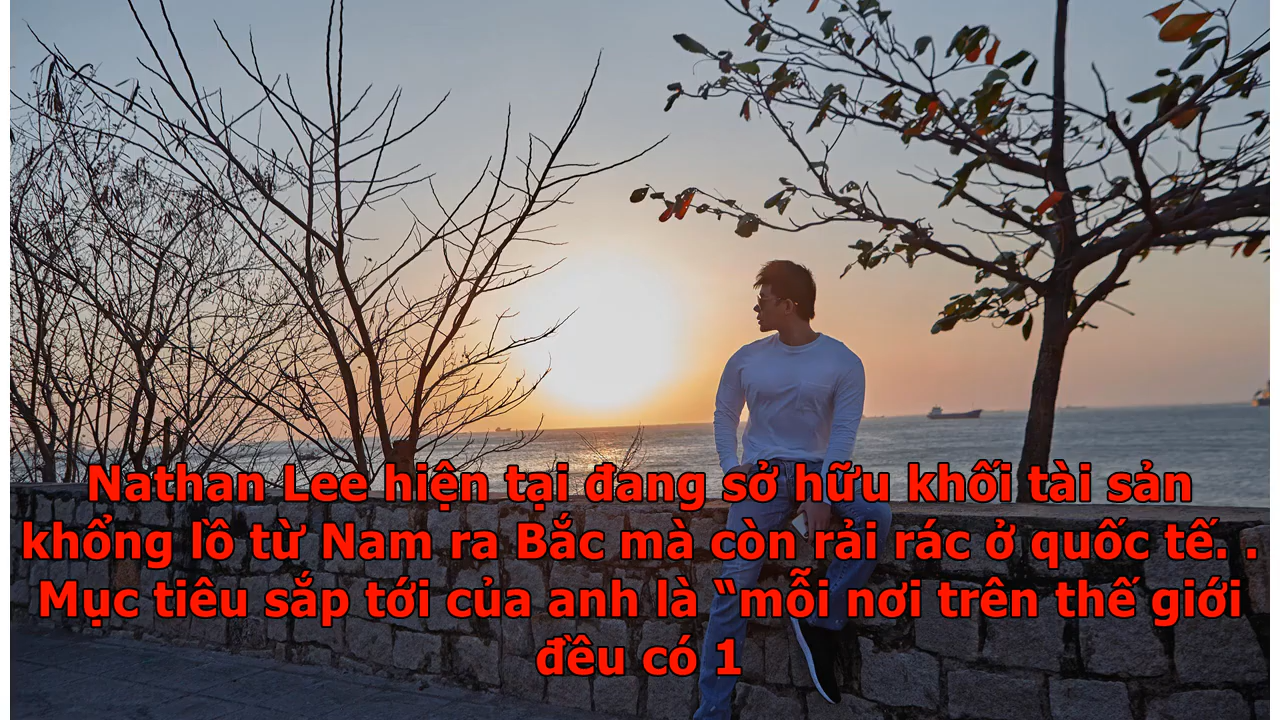 Nathan Lee hiện tại đang sở hữu khối tài sản
khổng lồ từ Nam ra Bắc mà còn rải rác ở quốc tế. .
Mục tiêu sắp tới của anh là “mỗi nơi trên thế giới
đều có 1